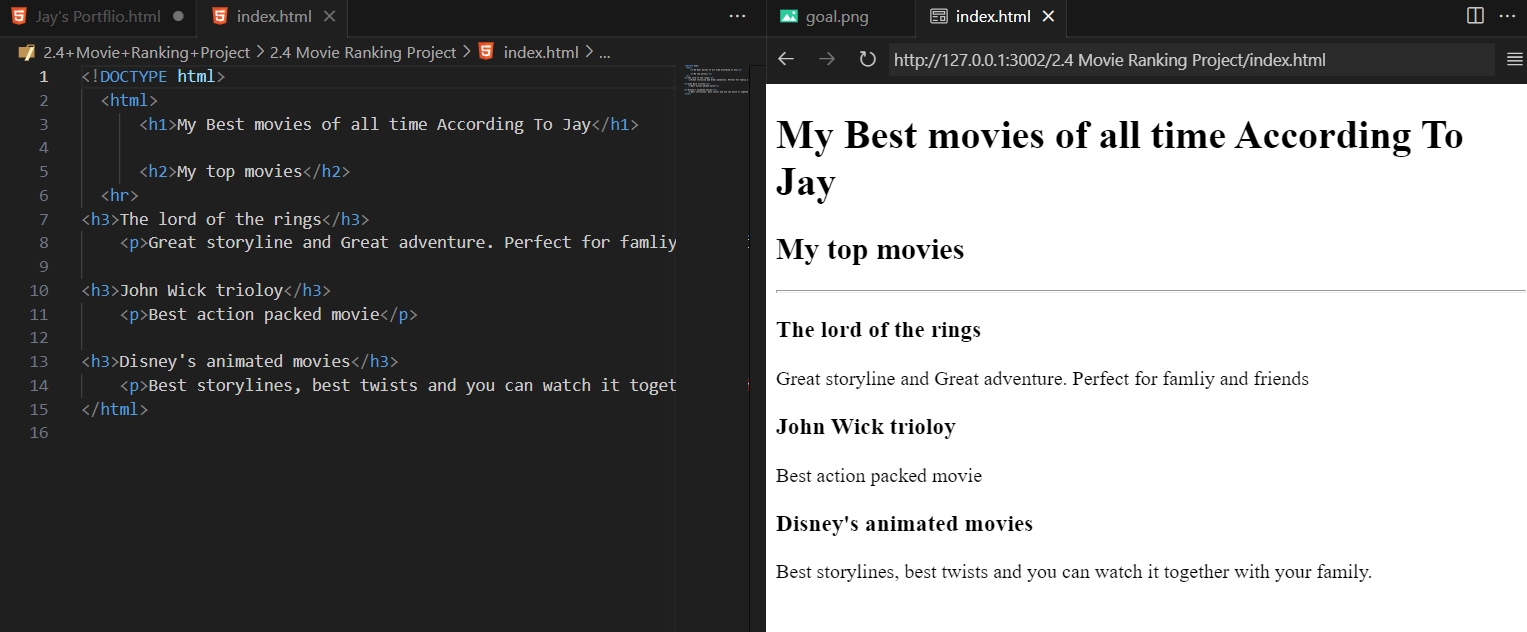 Jay's Portflio.html
index.html
...
2.4+Movie+Ranking+Project > 2.4 Movie Ranking Project > index.html > ...
1 <!DOCTYPE html>
2 <html>
3 <h1>My Best movies of all time According To Jay</h1>
4
5 <h2>My top movies</h2>
6 <hr>
7 <h3>The lord of the rings</h3>
8 <p>Great storyline and Great adventure. Perfect for famliy
9
10 <h3>John Wick trioloy</h3>
11 <p>Best action packed movie</p>
12
13 <h3>Disney's animated movies</h3>
14 <p>Best storylines, best twists and you can watch it toget
15 </html>
16
goal.png
index.html
...
http://127.0.0.1:3002/2.4 Movie Ranking Project/index.html
My Best movies of all time According To
Jay
My top movies
The lord of the rings
Great storyline and Great adventure. Perfect for famliy and friends
John Wick trioloy
Best action packed movie
Disney's animated movies
Best storylines, best twists and you can watch it together with your family.